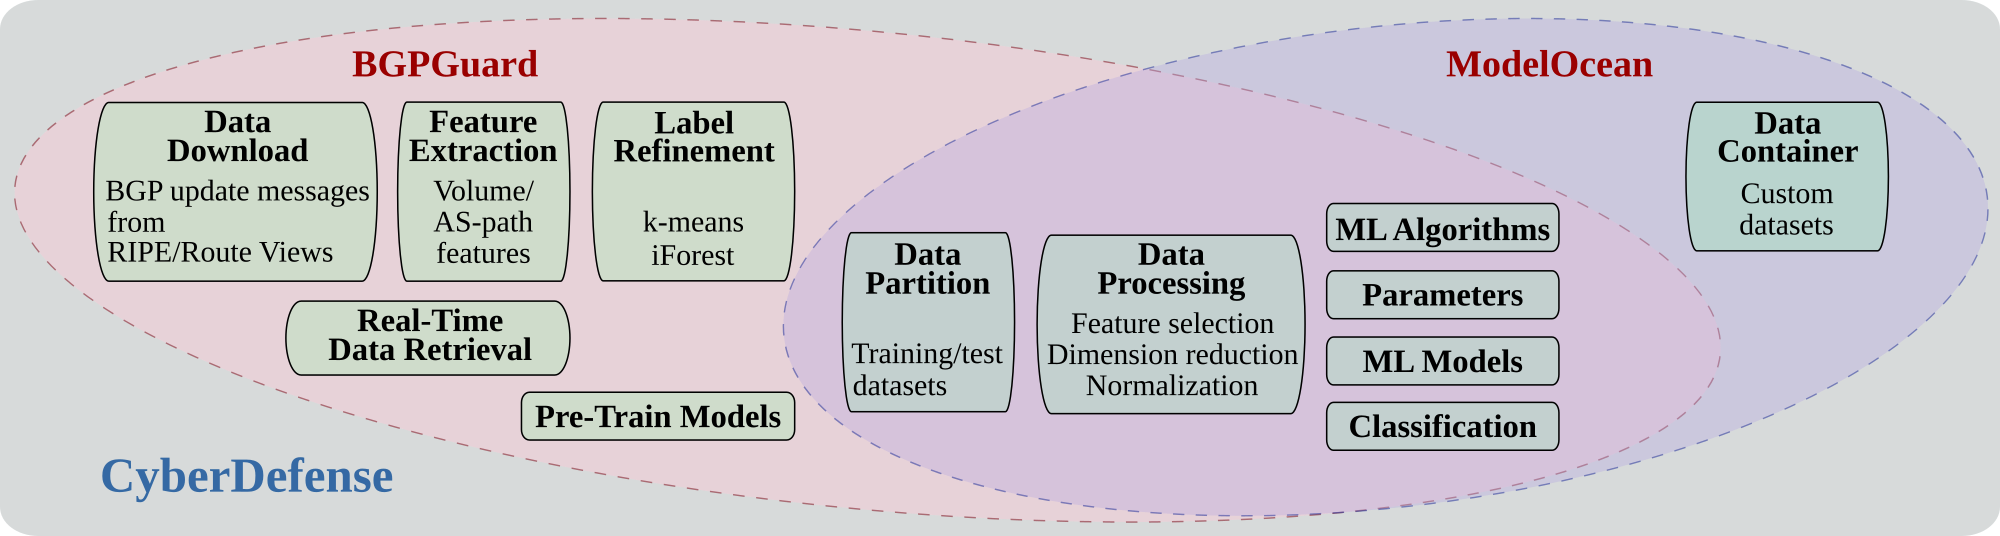 BGPGuard
ModelOcean
Data
Download
BGP update messages
from
RIPE/Route Views
Feature
Extraction
Volume/
AS-path
features
Label
Refinement
k-means
iForest
Data
Container
Custom
datasets
Data
Partition
Training/test
datasets
Data
Processing
Feature selection
Dimension reduction
Normalization
ML Algorithms
Parameters
ML Models
Classification
Real-Time
Data Retrieval
Pre-Train Models
CyberDefense